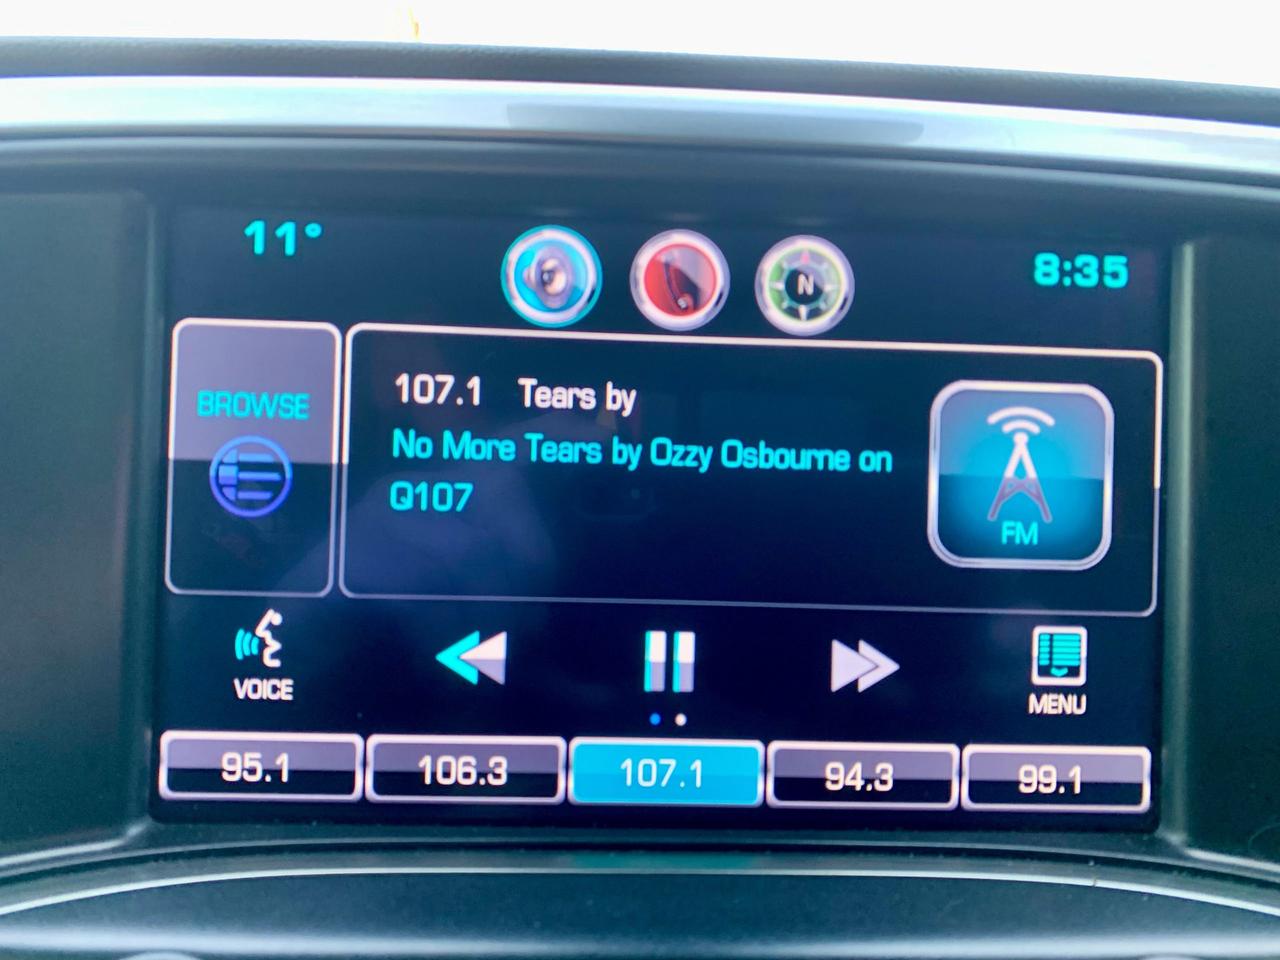 11°
N
8:35
BROWSE
107.1 Tears by
No More Tears by Ozzy Osbourne on
Q107
FM
VOICE
MENU
95.1
106.3
107.1
94.3
99.1